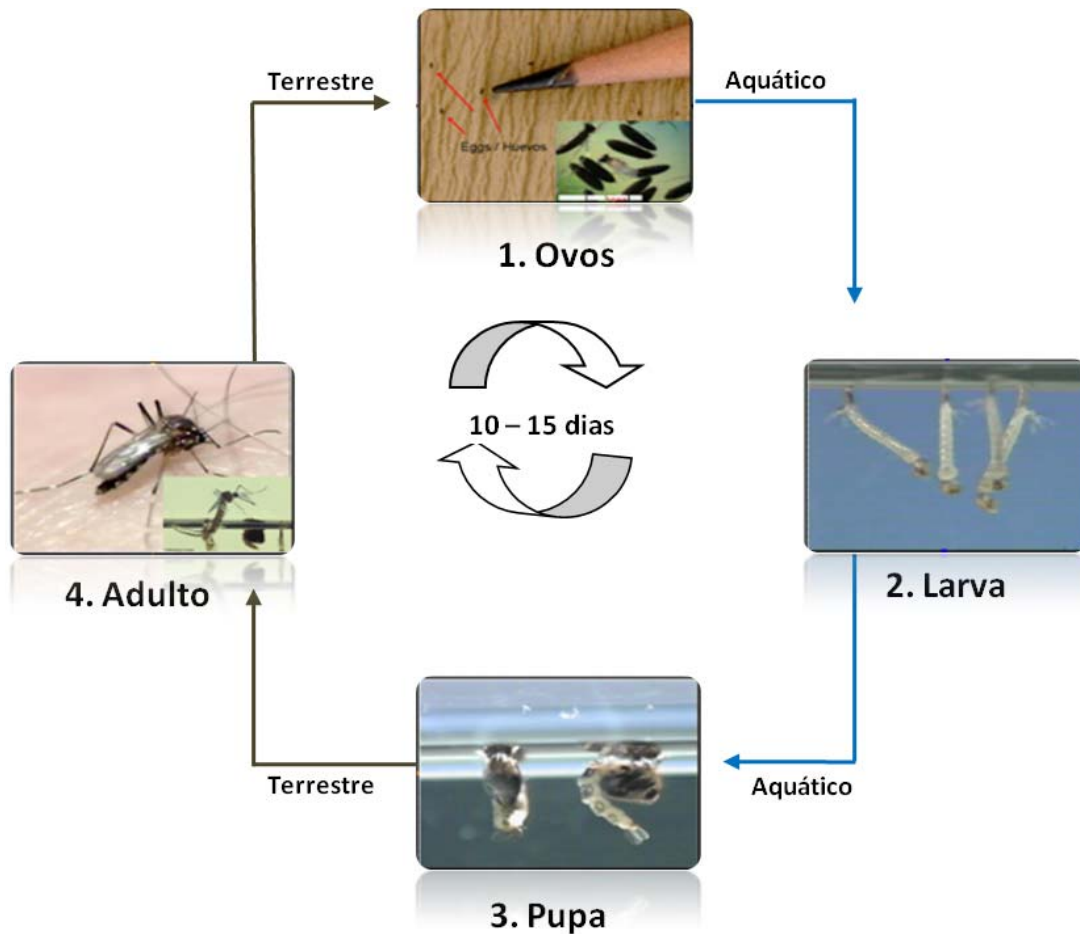 Terrestre
Aquático
Eggs / Huevos
1. Ovos
10 – 15 dias
4. Adulto
2. Larva
Terrestre
Aquático
3. Pupa